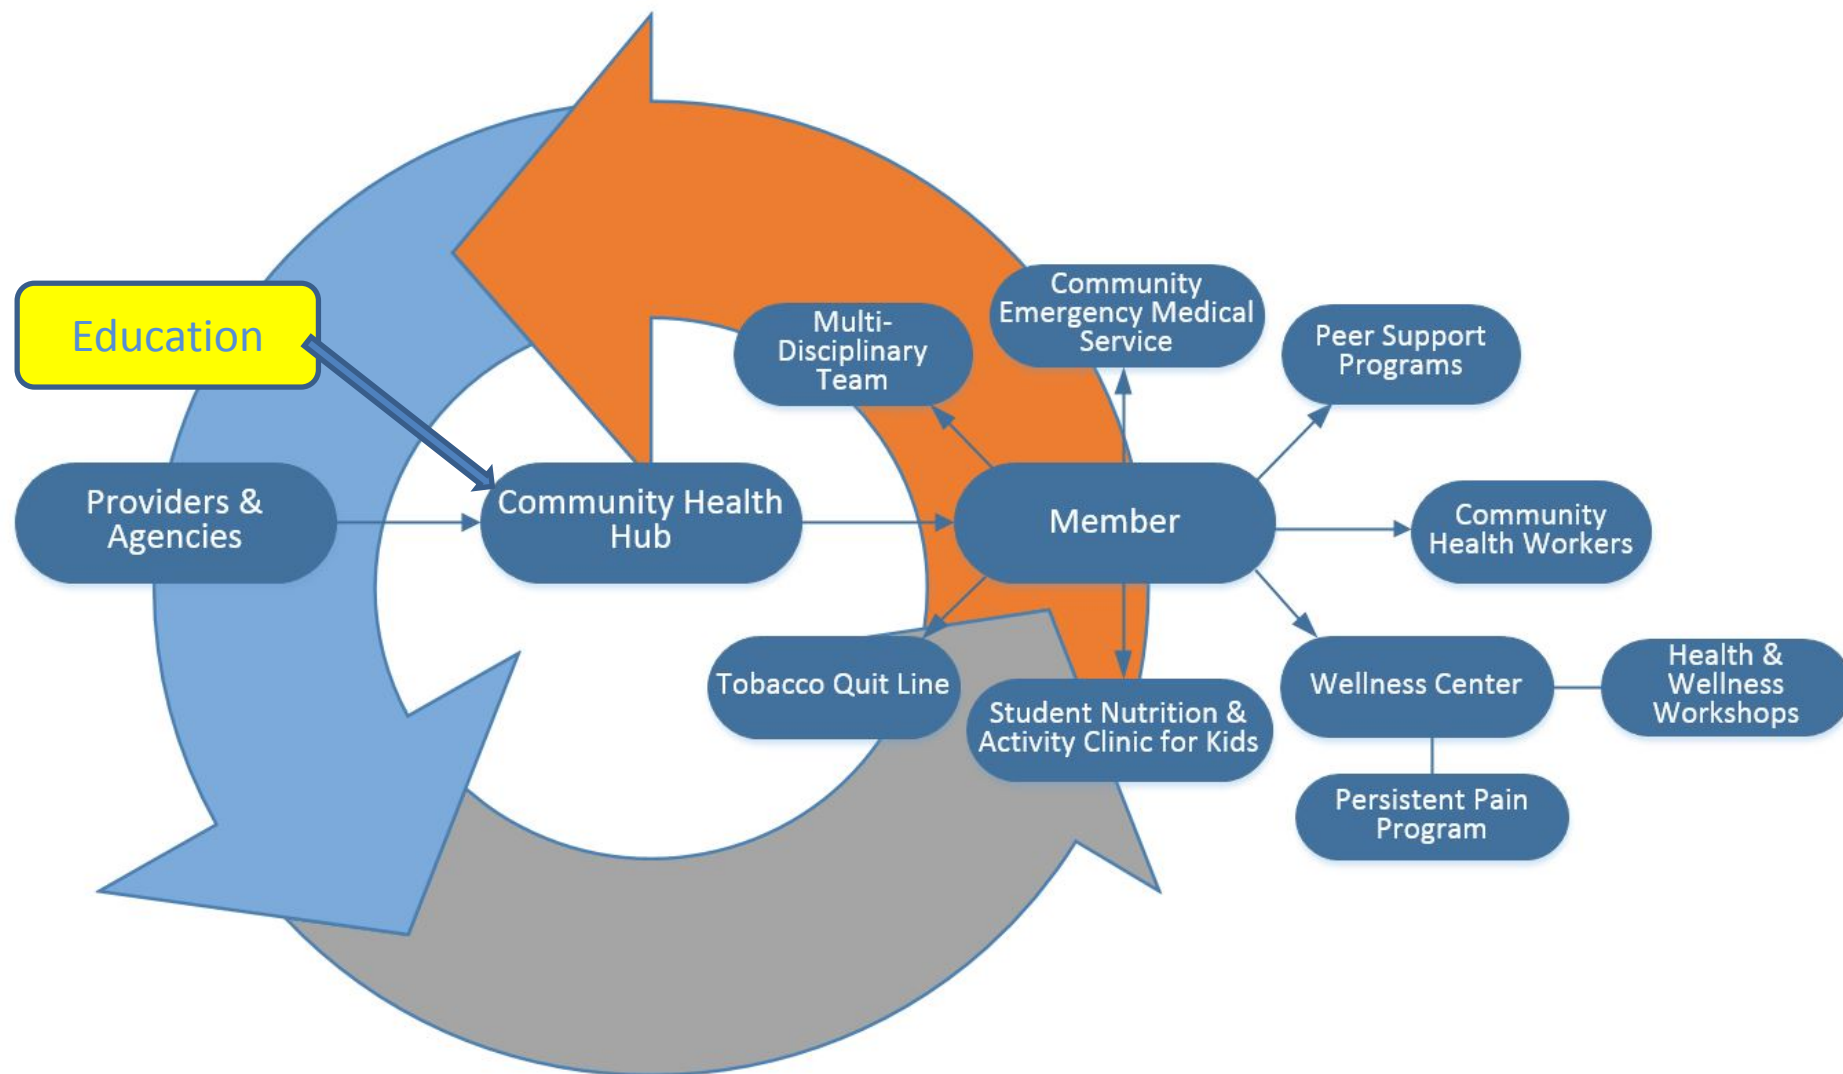 Education
Providers &
Agencies
Community Health
Hub
Member
Multi-
Disciplinary
Team
Community
Emergency Medical
Service
Peer Support
Programs
Community
Health Workers
Tobacco Quit Line
Student Nutrition &
Activity Clinic for Kids
Wellness Center
Health &
Wellness
Workshops
Persistent Pain
Program